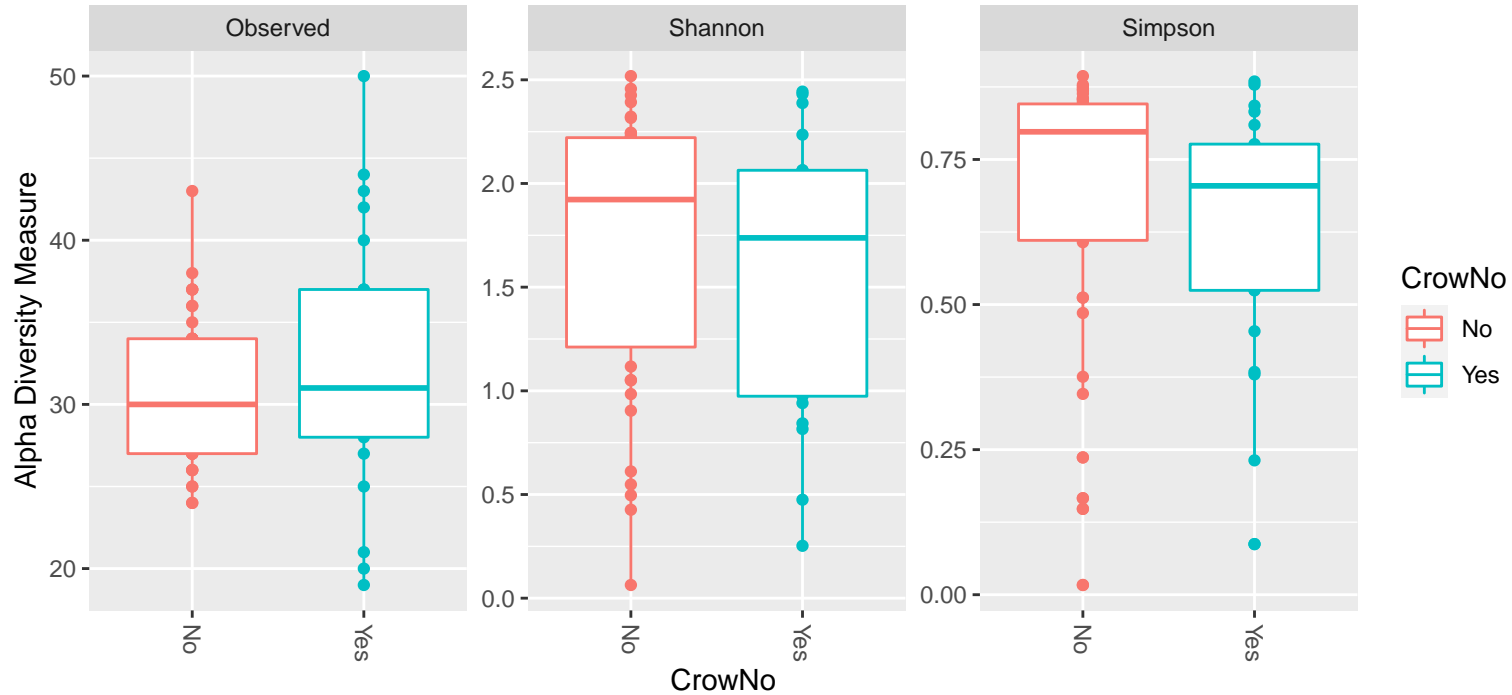 Observed
Shannon
Simpson
Alpha Diversity Measure
50
40
30
20
2.5
2.0
1.5
1.0
0.5
0.0
0.75
0.50
0.25
0.00
No
Yes
No
Yes
No
Yes
CrowNo
CrowNo
No
Yes